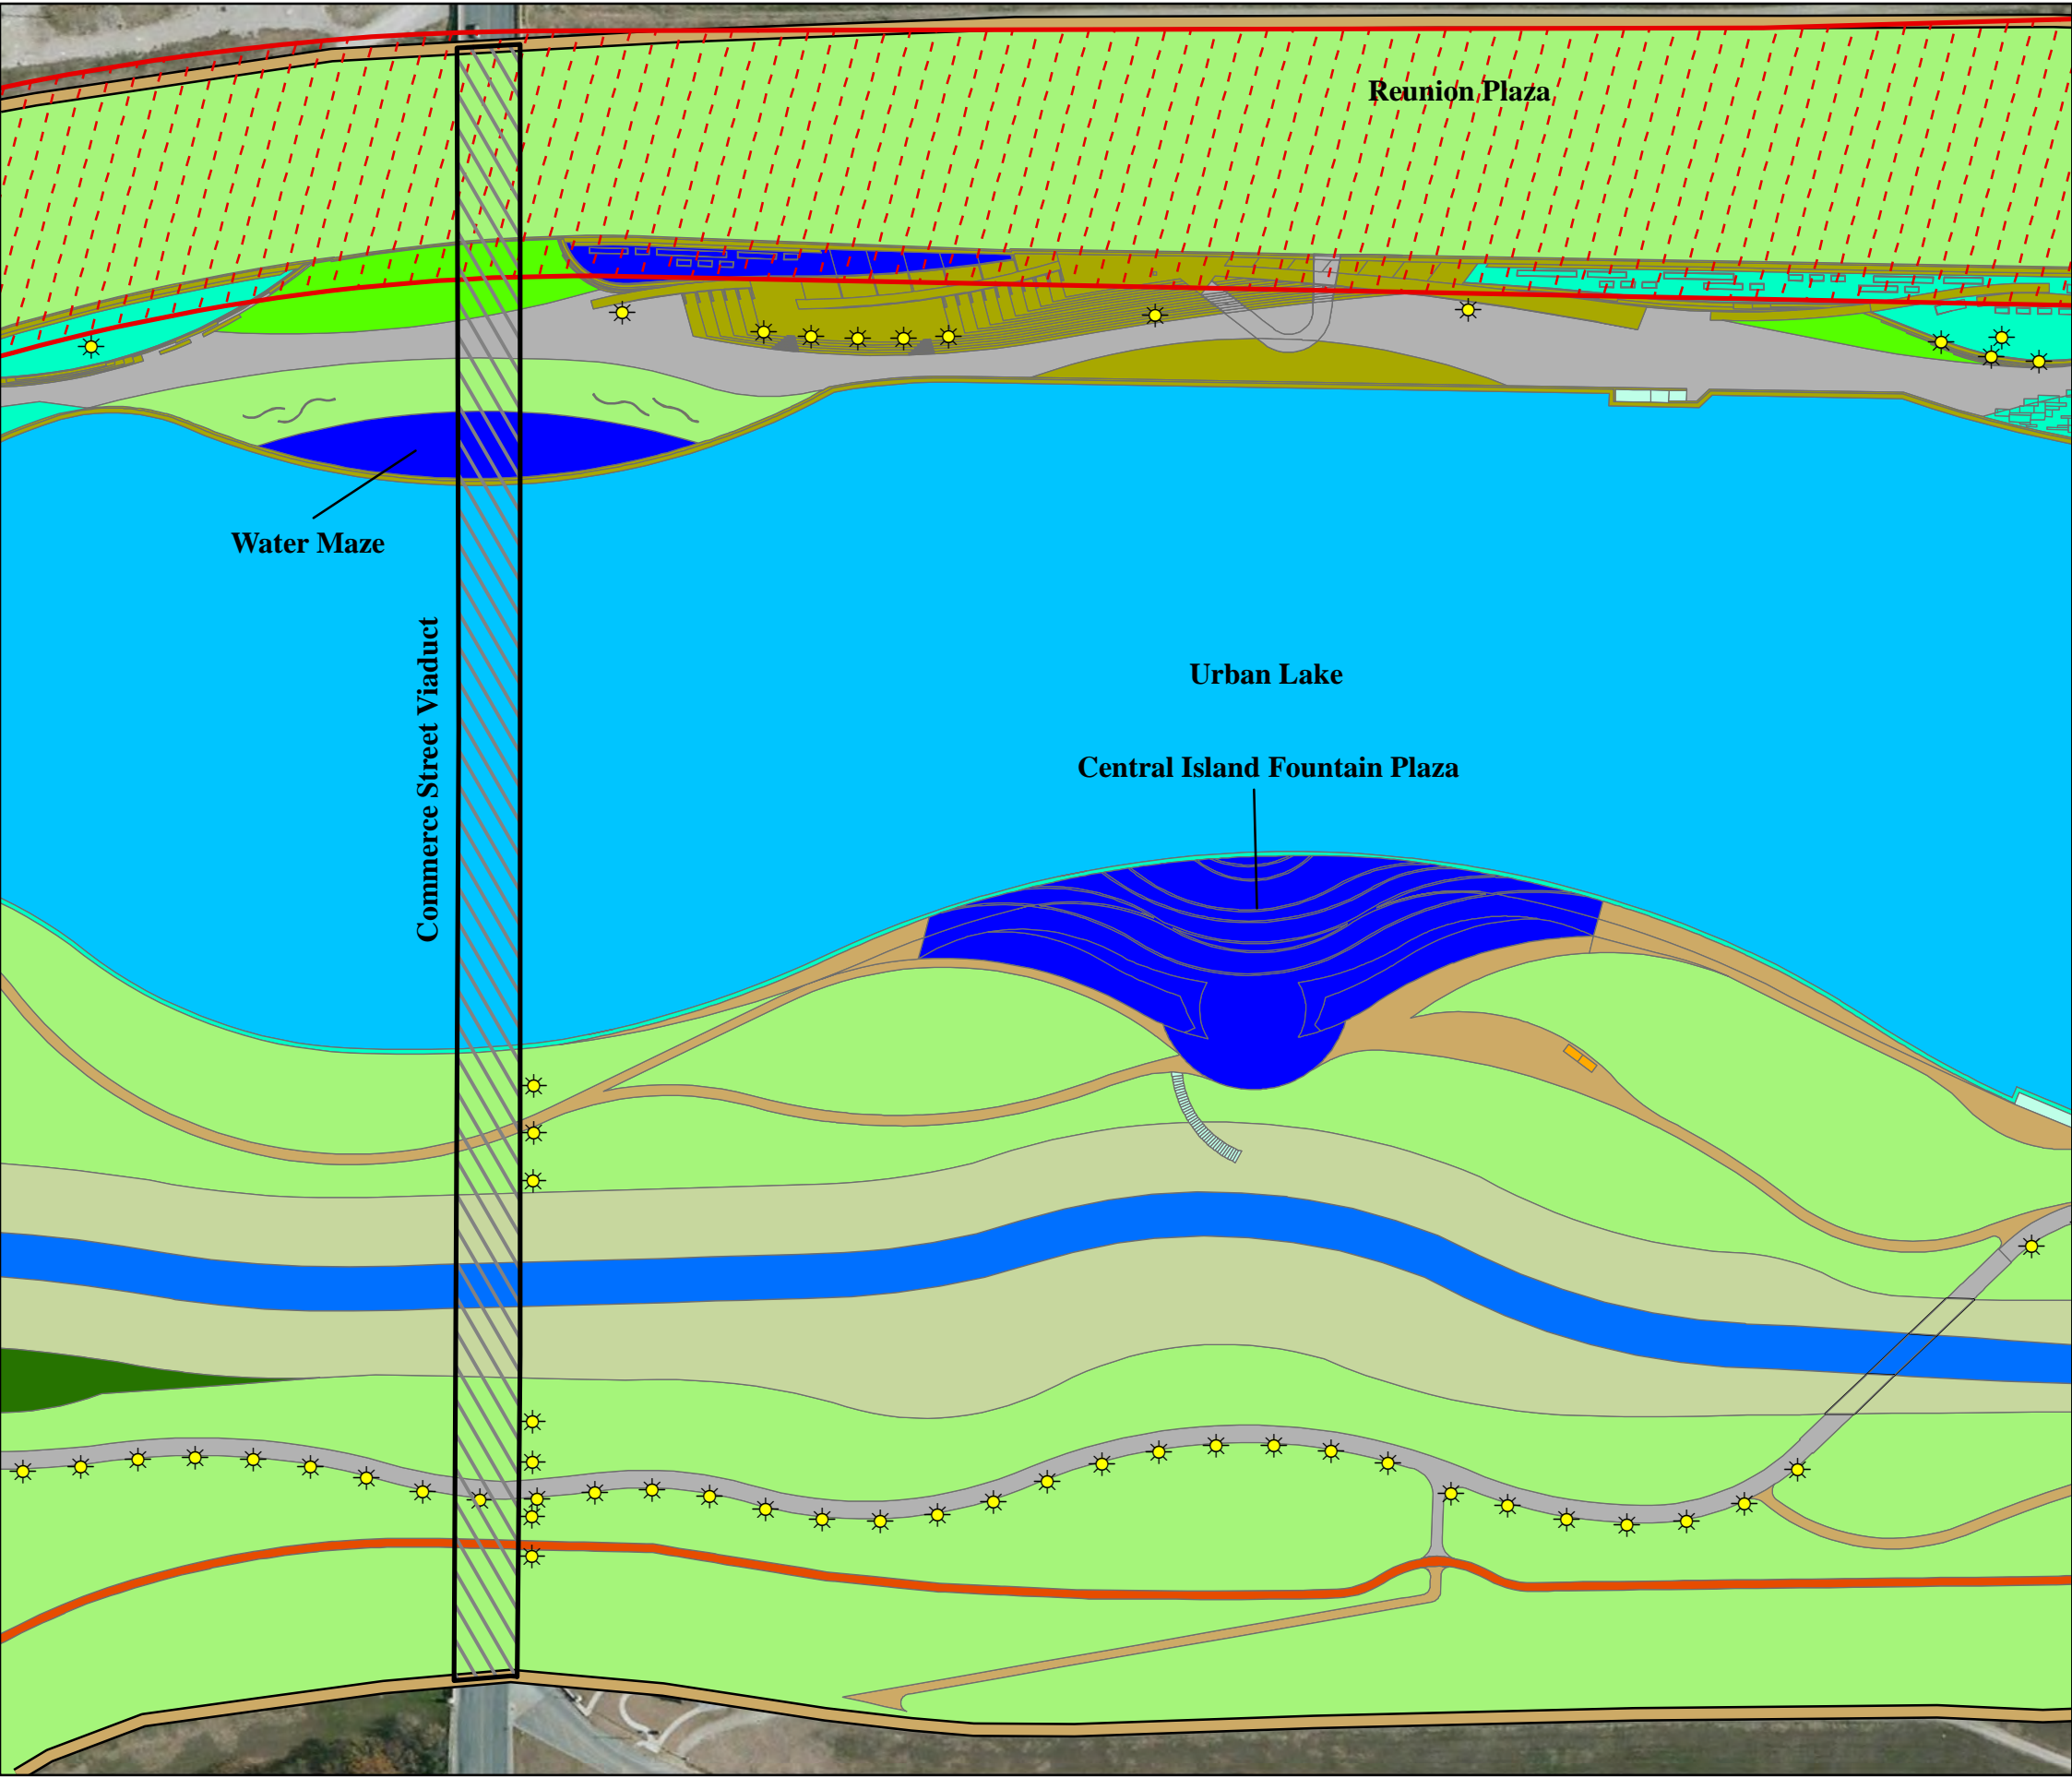 Reunion Plaza
Water Maze
Commerce Street Viaduct
Urban Lake
Central Island Fountain Plaza